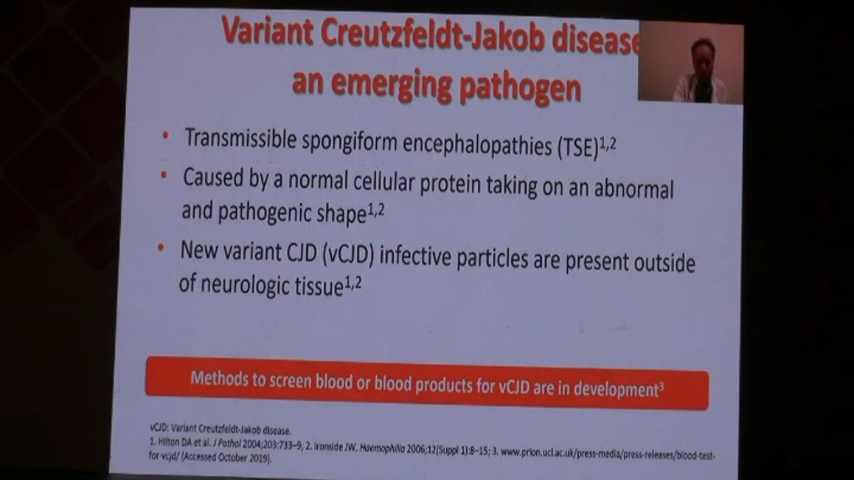 Variant Creutzfeldt-Jakob disease
an emerging pathogen
• Transmissible spongiform encephalopathies (TSE)1,2
• Caused by a normal cellular protein taking on an abnormal
and pathogenic shape1,2
• New variant CJD (vCJD) infective particles are present outside
of neurologic tissue1,2
Methods to screen blood or blood products for vCJD are in development3
vCJD: Variant Creutzfeldt-Jakob disease.
1. Hilton DA et al. J Pathol 2004;203:733–9; 2. Ironside JW. Haemophilia 2006;12(Suppl 1):8–15; 3. www.prion.ucl.ac.uk/press-media/press-releases/blood-test-
for-vcjd/ (Accessed October 2019).